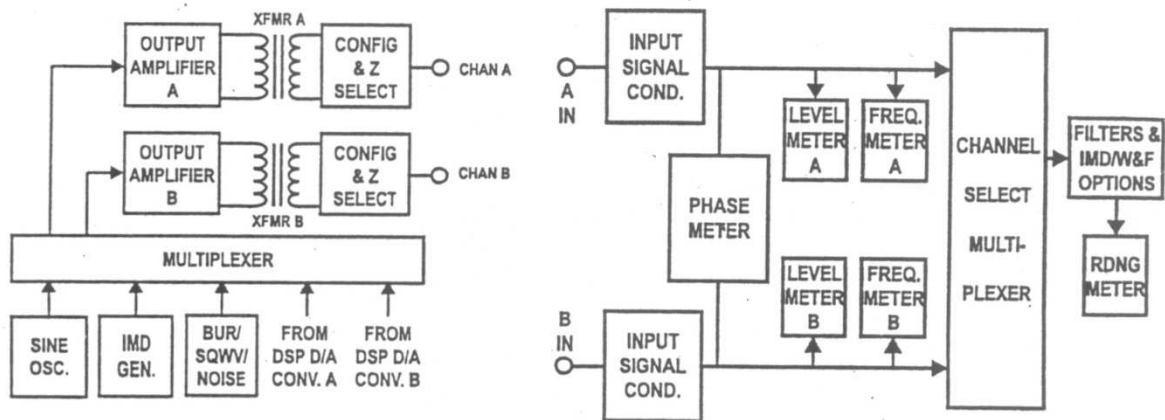 XFMR A
OUTPUT
AMPLIFIER
A
CONFIG
& Z
SELECT
CHAN A
OUTPUT
AMPLIFIER
B
CONFIG
& Z
SELECT
CHAN B
XFMR B
MULTIPLEXER
SINE
OSC.
IMD
GEN.
BUR/
SQWV/
NOISE
FROM
DSP D/A
CONV. A
FROM
DSP D/A
CONV. B
A
IN
INPUT
SIGNAL
COND.
LEVEL
METER
A
FREQ.
METER
A
PHASE
METER
LEVEL
METER
B
FREQ.
METER
B
B
IN
INPUT
SIGNAL
COND.
CHANNEL
SELECT
MULTI-
PLEXER
FILTERS &
IMD/W&F
OPTIONS
RDNG
METER